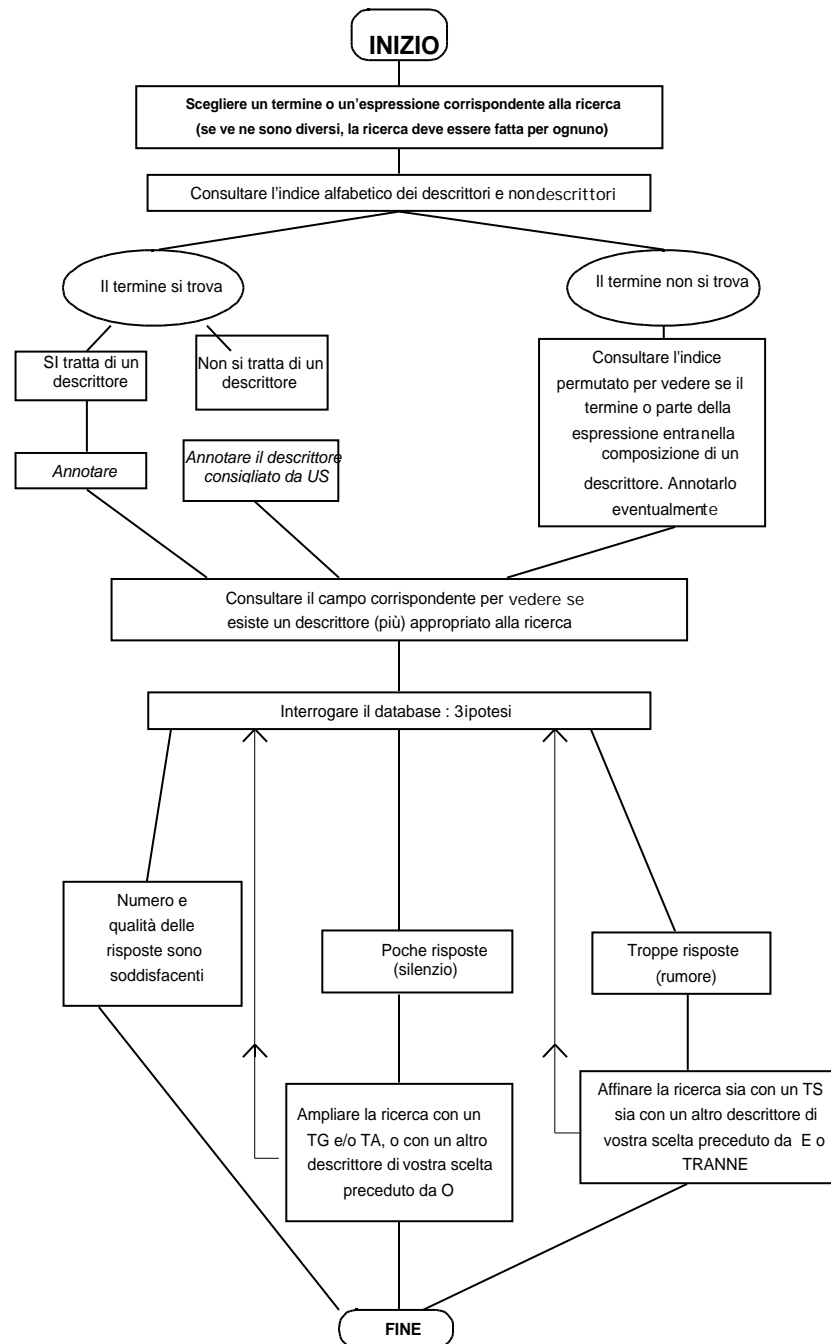 INIZIO
Scegliere un termine o un'espressione corrispondente alla ricerca
(se ve ne sono diversi, la ricerca deve essere fatta per ognuno)
Consultare l'indice alfabetico dei descrittori e nondescrittori
Il termine si trova
Il termine non si trova
SI tratta di un
descrittore
Non si tratta di un
descrittore
Consultare l'indice
permutato per vedere se il
termine o parte della
espressione entranella
composizione di un
descrittore. Annotarlo
eventualmente
Annotare
Annotare il descrittore
consigliato da US
Consultare il campo corrispondente per vedere se
esiste un descrittore (più) appropriato alla ricerca
Interrogare il database : 3ipotesi
Numero e
qualità delle
risposte sono
soddisfacenti
Poche risposte
(silenzio)
Troppe risposte
(rumore)
Ampliare la ricerca con un
TG e/o TA, o con un altro
descrittore di vostra scelta
preceduto da O
Affinare la ricerca sia con un TS
sia con un altro descrittore di
vostra scelta preceduto da E o
TRANNE
FINE